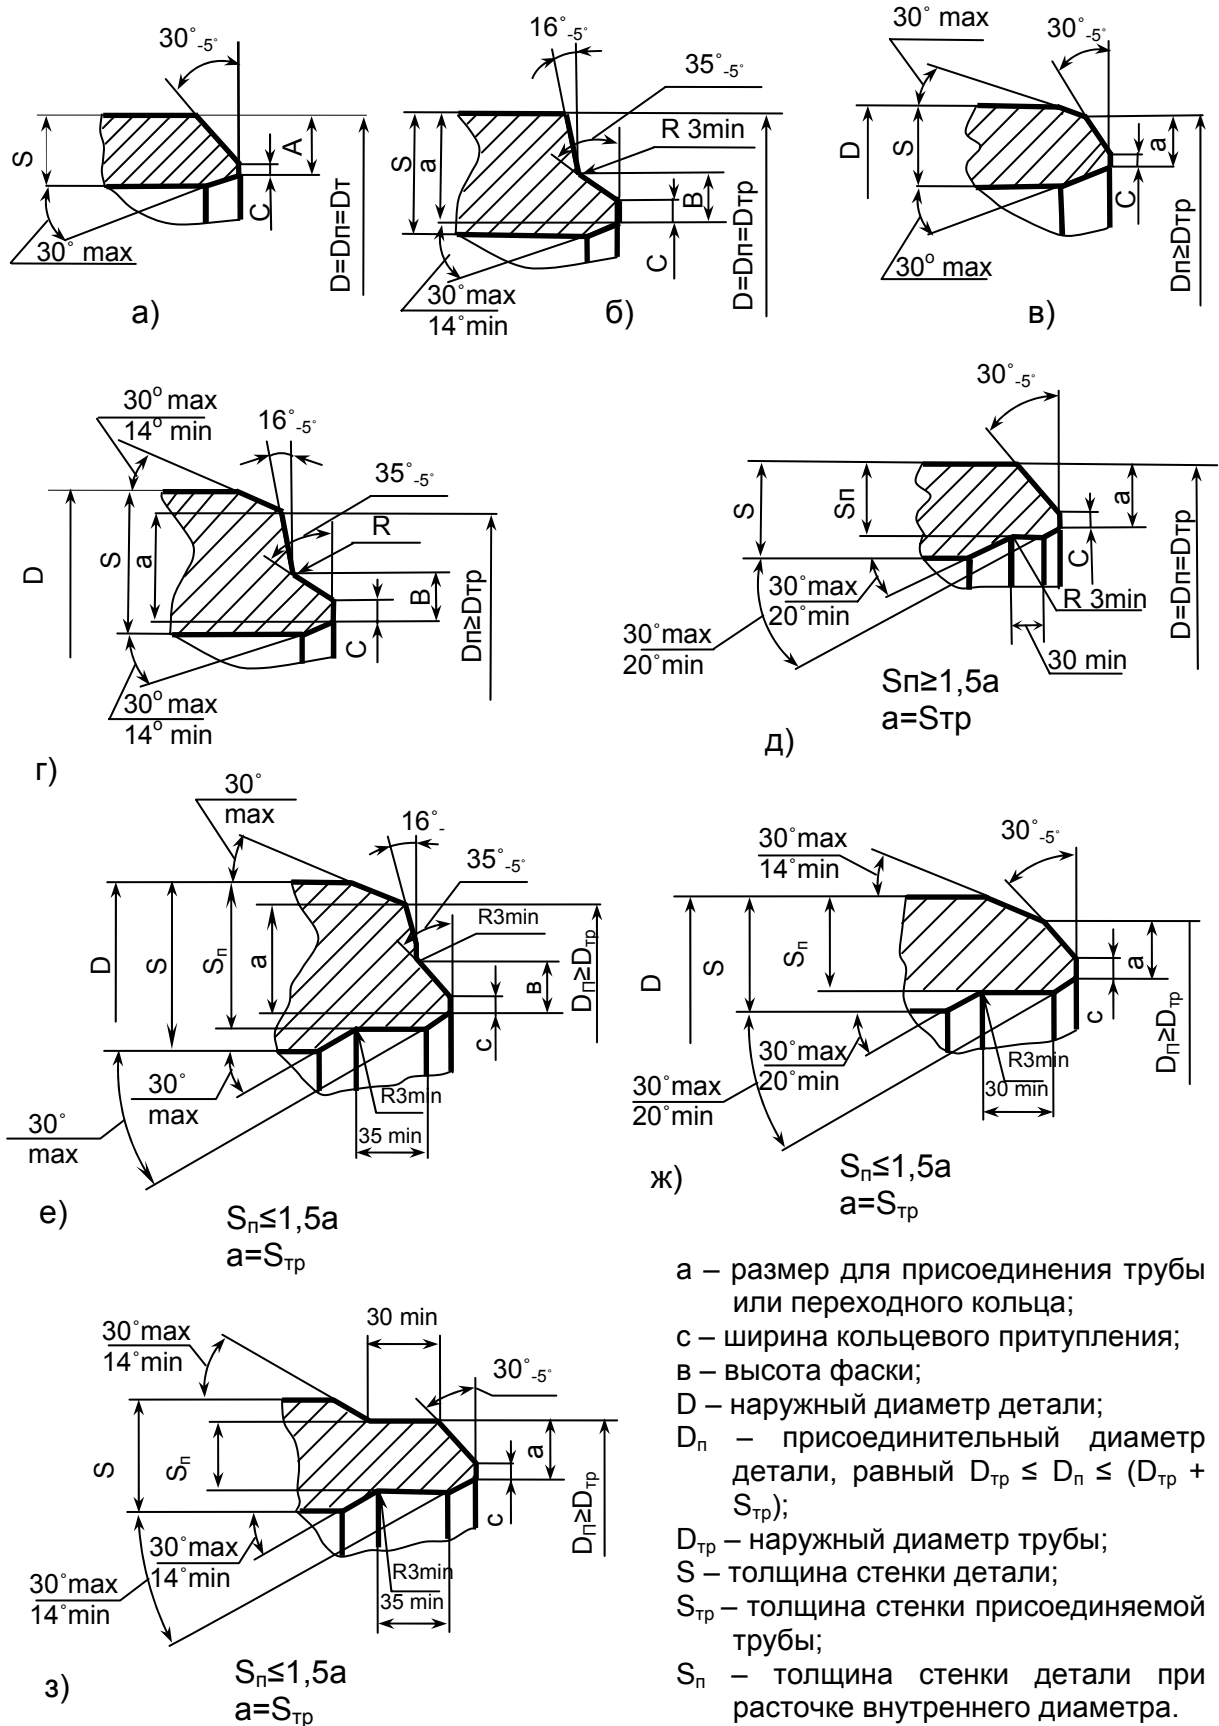 30°-5°
S
A
C
30° max
D=Dп=Dт
а)
16°-5°
35°-5°
R 3min
S
a
B
C
30°max
14°min
D=Dп=Dтр
б)
30° max
30°-5°
D
S
a
C
30° max
Dп≥Dтр
в)
30° max
14° min
16°-5°
35°-5°
R
D
S
a
B
C
Dп≥Dтр
30° max
14° min
г)
30°-5°
S
Sп
a
C
D=Dп=Dтр
30°max
20°min
R 3min
30°max
20°min
30 min
Sп≥1,5a
a=Sтр
д)
30°
max
16°-
35°-5°
R3min
D
S
Sп
a
в
c
Dп≥Dтр
30°
max
R3min
30°
max
35 min
е)
Sп≤1,5a
a=Sтр
30°max
14°min
30°-5°
D
S
Sп
a
c
Dп≥Dтр
30°max
20°min
R3min
30°max
20°min
30 min
ж)
Sп≤1,5a
a=Sтр
30 min
30°max
14°min
30°-5°
S
Sп
a
c
Dп≥Dтр
30°max
14°min
R3min
30°max
14°min
35 min
з)
Sп≤1,5a
a=Sтр
а – размер для присоединения трубы
или переходного кольца;
с – ширина кольцевого притупления;
в – высота фаски;
D – наружный диаметр детали;
Dп – присоединительный диаметр
детали, равный Dтр ≤ Dп ≤ (Dтр +
Sтр);
Dтр – наружный диаметр трубы;
S – толщина стенки детали;
Sтр – толщина стенки присоединяемой
трубы;
Sп – толщина стенки детали при
расточке внутреннего диаметра.